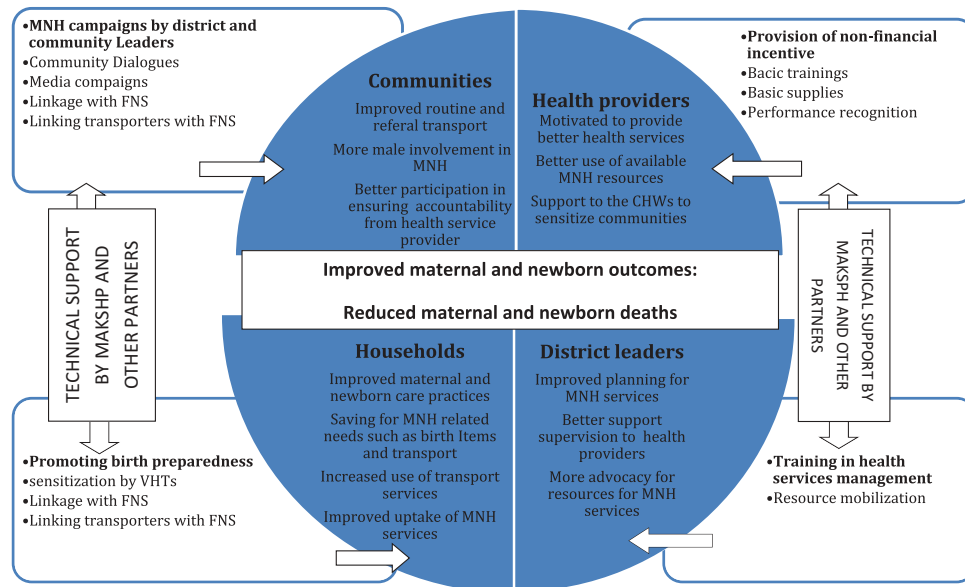 •MNH campaigns by district and
community Leaders
•Community Dialogues
•Media compaigns
•Linkage with FNS
•Linking transporters with FNS
Communities
Improved routine and
referal transport
More male involvement in
MNH
Better participation in
ensuring accountability
from health service
provider
Health providers
Motivated to provide
better health services
Better use of available
MNH resources
Support to the CHWs to
sensitize communities
•Provision of non-financial
incentive
•Bacic trainings
•Basic supplies
•Performance recognition
TECHNICAL SUPPORT
BY MAKSHP AND
OTHER PARTNERS
Improved maternal and newborn outcomes:
Reduced maternal and newborn deaths
TECHNICAL SUPPORT BY
MAKSPH AND OTHER
PARTNERS
Households
Improved maternal and
newborn care practices
Saving for MNH related
needs such as birth Items
and transport
Increased use of transport
services
Improved uptake of MNH
services
District leaders
Improved planning for
MNH services
Better support
supervision to health
providers
More advocacy for
resources for MNH
services
•Promoting birth preparedness
•sensitization by VHTs
•Linkage with FNS
•Linking transporters with FNS
•Training in health
services management
•Resource mobilization